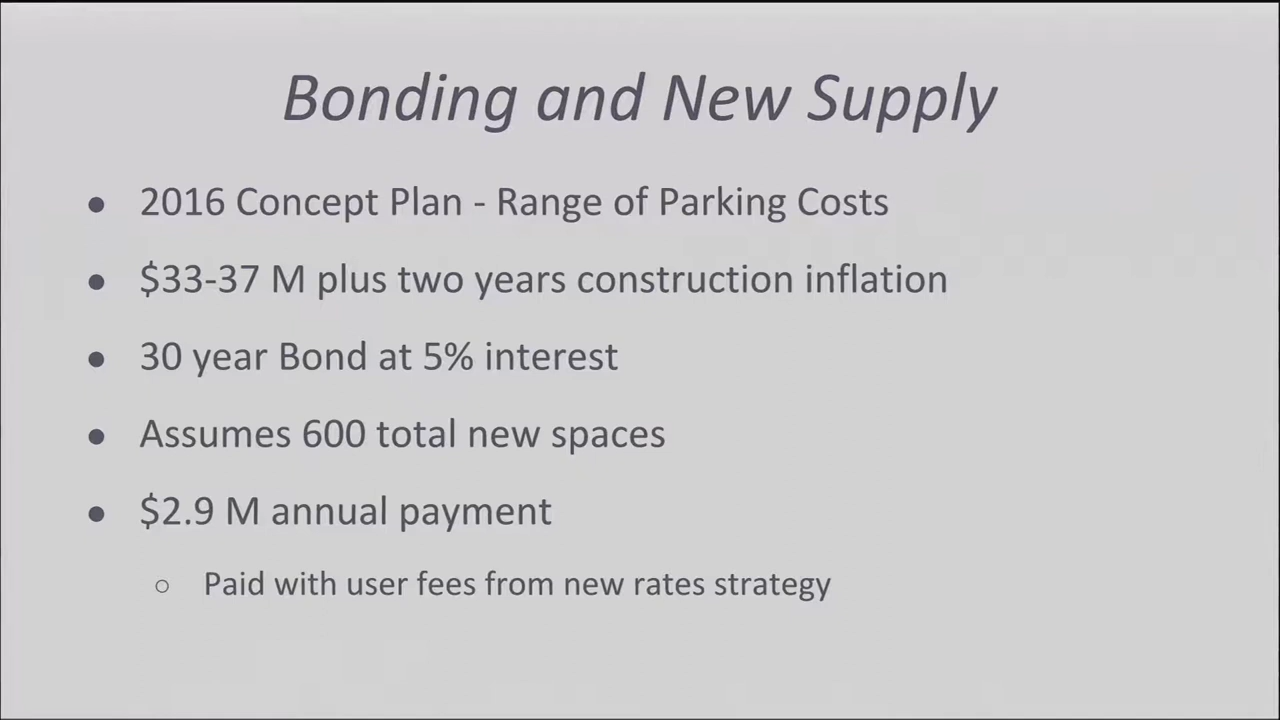 Bonding and New Supply
● 2016 Concept Plan - Range of Parking Costs
● $33-37 M plus two years construction inflation
● 30 year Bond at 5% interest
● Assumes 600 total new spaces
● $2.9 M annual payment
○ Paid with user fees from new rates strategy